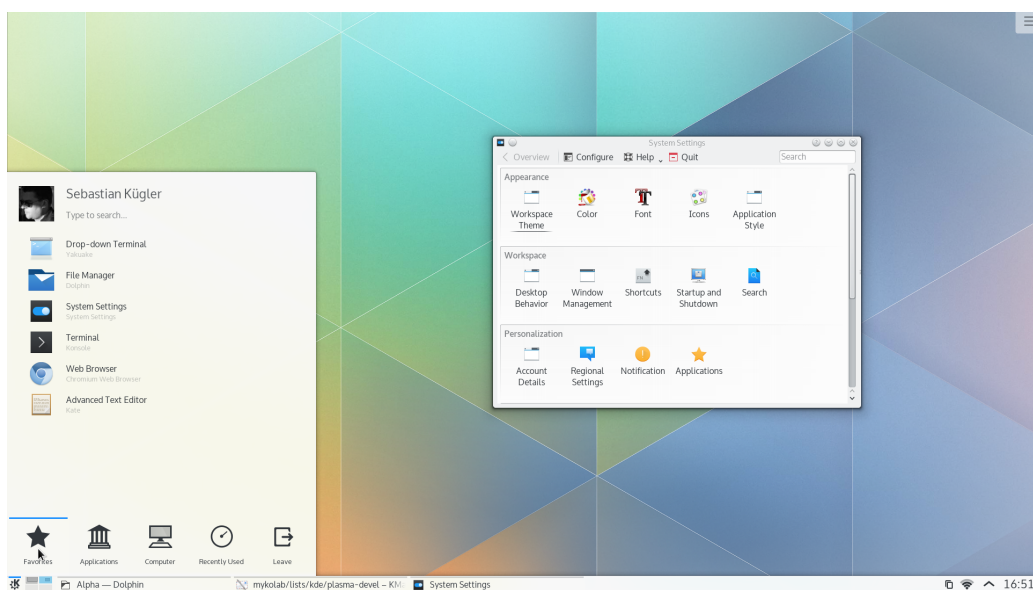 Sebastian Kügler
Type to search...
Drop-down Terminal
Yakuake
File Manager
Dolphin
System Settings
System Settings
Terminal
Konsole
Web Browser
Chromium Web Browser
Advanced Text Editor
Kate
Favorites
Applications
Computer
Recently Used
Leave
System Settings
Overview
Configure
Help
Quit
Search
Appearance
Workspace
Theme
Color
Font
Icons
Application
Style
Workspace
Desktop
Behavior
Window
Management
Shortcuts
Startup and
Shutdown
Search
Personalization
Account
Details
Regional
Settings
Notification
Applications
Alpha — Dolphin
mykolab/lists/kde/plasma-devel – KM
System Settings
16:51